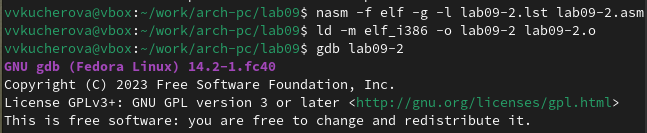 vvkucherova@vbox:~/work/arch-pc/lab09$ nasm -f elf -g -l lab09-2.lst lab09-2.asm
vvkucherova@vbox:~/work/arch-pc/lab09$ ld -m elf_i386 -o lab09-2 lab09-2.o
vvkucherova@vbox:~/work/arch-pc/lab09$ gdb lab09-2
GNU gdb (Fedora Linux) 14.2-1.fc40
Copyright (C) 2023 Free Software Foundation, Inc.
License GPLv3+: GNU GPL version 3 or later <http://gnu.org/licenses/gpl.html>
This is free software: you are free to change and redistribute it.